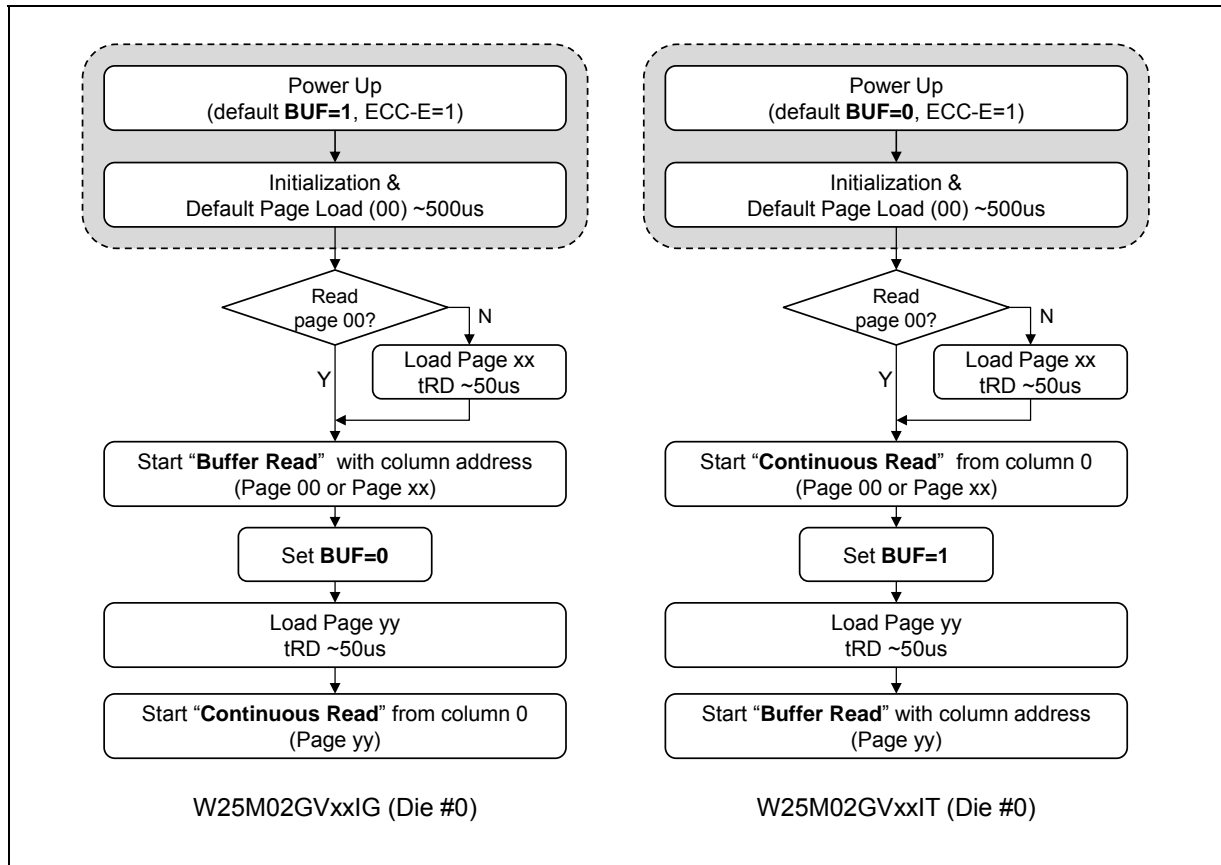 Power Up
(default BUF=1, ECC-E=1)
Initialization &
Default Page Load (00) ~500us
Read
page 00?
N
Load Page xx
tRD ~50us
Y
Start “Buffer Read” with column address
(Page 00 or Page xx)
Set BUF=0
Load Page yy
tRD ~50us
Start “Continuous Read” from column 0
(Page yy)
W25M02GVxxIG (Die #0)
Power Up
(default BUF=0, ECC-E=1)
Initialization &
Default Page Load (00) ~500us
Read
page 00?
N
Load Page xx
tRD ~50us
Y
Start “Continuous Read” from column 0
(Page 00 or Page xx)
Set BUF=1
Load Page yy
tRD ~50us
Start “Buffer Read” with column address
(Page yy)
W25M02GVxxIT (Die #0)